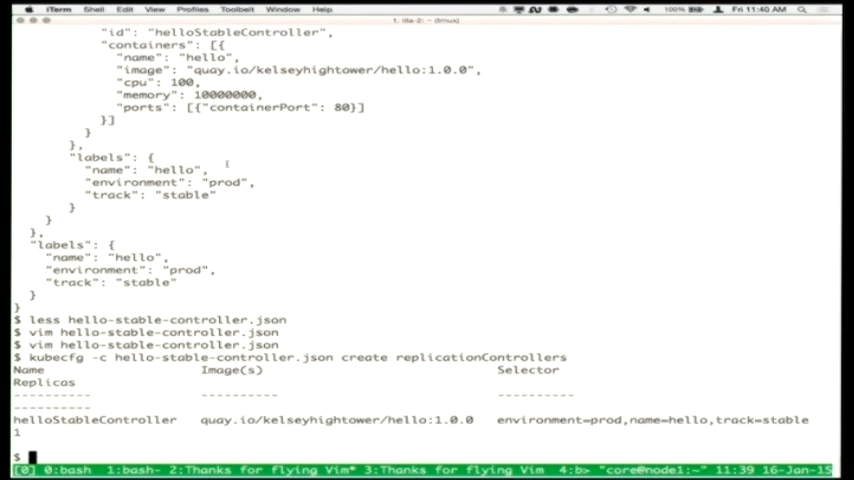 iTerm Shell Edit View Profiles Toolbelt Window Help 100% Fri 11:40 AM
1. illa-2: ~ (tmux)
"id": "helloStableController",
"containers": [{
"name": "hello",
"image": "quay.io/kelseyhightower/hello:1.0.0",
"cpu": 100,
"memory": 10000000,
"ports": [{"containerPort": 80}]
}]
}
},
"labels": {
"name": "hello",
"environment": "prod",
"track": "stable"
}
}
},
"labels": {
"name": "hello",
"environment": "prod",
"track": "stable"
}
}
$ less hello-stable-controller.json
$ vim hello-stable-controller.json
$ vim hello-stable-controller.json
$ kubecfg -c hello-stable-controller.json create replicationControllers
Name Image(s) Selector
Replicas
---------- ---------- ----------
----------
helloStableController quay.io/kelseyhightower/hello:1.0.0 environment=prod,name=hello,track=stable
1
$
[0] 0:bash 1:bash- 2:Thanks for flying Vim* 3:Thanks for flying Vim 4:b> "core@node1:~" 11:39 16-Jan-15